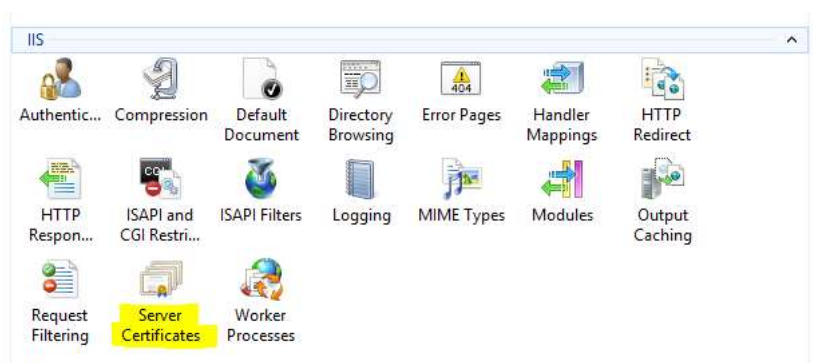 IIS
Authentic... Compression Default Directory Error Pages Handler HTTP
Document Browsing Mappings Redirect
404
CGI
HTTP ISAPI and ISAPI Filters Logging MIME Types Modules Output
Respon... CGI Restri... Caching
Request Server Worker
Filtering Certificates Processes